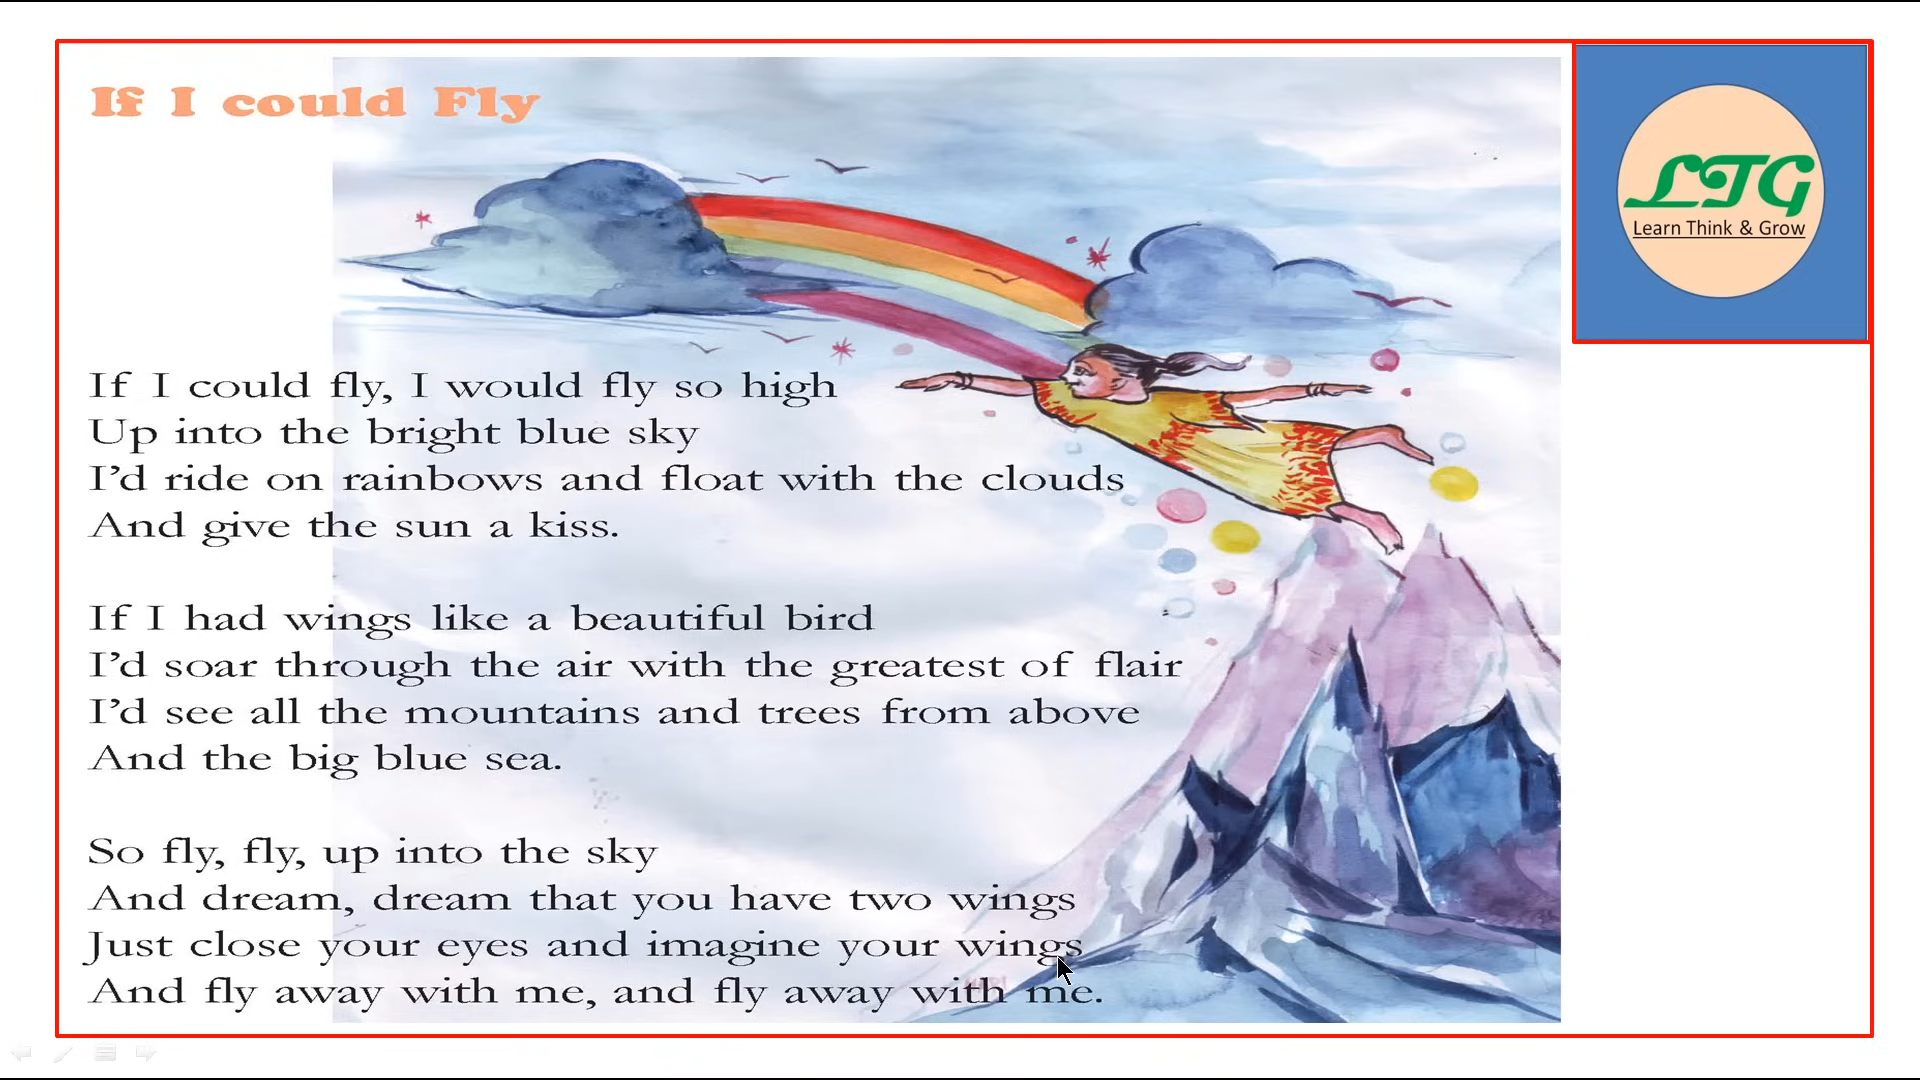 If I could Fly
LTG
Learn Think & Grow
If I could fly, I would fly so high
Up into the bright blue sky
I’d ride on rainbows and float with the clouds
And give the sun a kiss.
If I had wings like a beautiful bird
I’d soar through the air with the greatest of flair
I’d see all the mountains and trees from above
And the big blue sea.
So fly, fly, up into the sky
And dream, dream that you have two wings
Just close your eyes and imagine your wings
And fly away with me, and fly away with me.